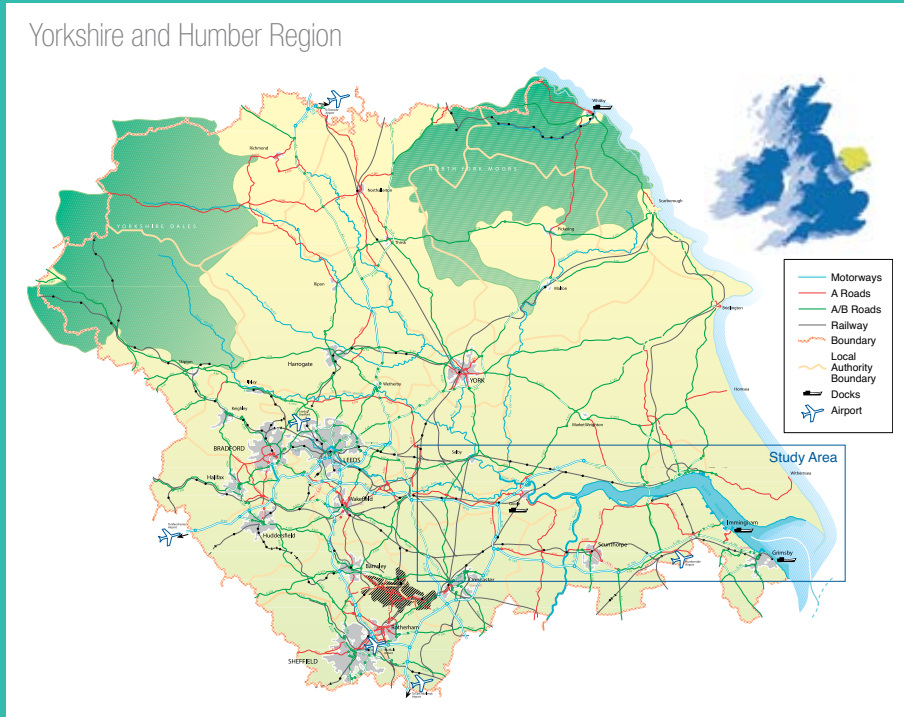 Yorkshire and Humber Region
Whitby
Richmond
NORTH YORK MOORS
Northallerton
Scarborough
YORKSHIRE DALES
Pickering
Thirsk
Ripon
Malton
Bridlington
Motorways
A Roads
A/B Roads
Railway
Boundary
Local
Authority
Boundary
Docks
Airport
Skipton
Harrogate
YORK
Ilkley
Wetherby
Hornsea
Keighley
Market Weighton
BRADFORD
LEEDS
Selby
Study Area
Halifax
Withernsea
Wakefield
Immingham
Huddersfield
Scunthorpe
Grimsby
Barnsley
Doncaster
Rotherham
SHEFFIELD